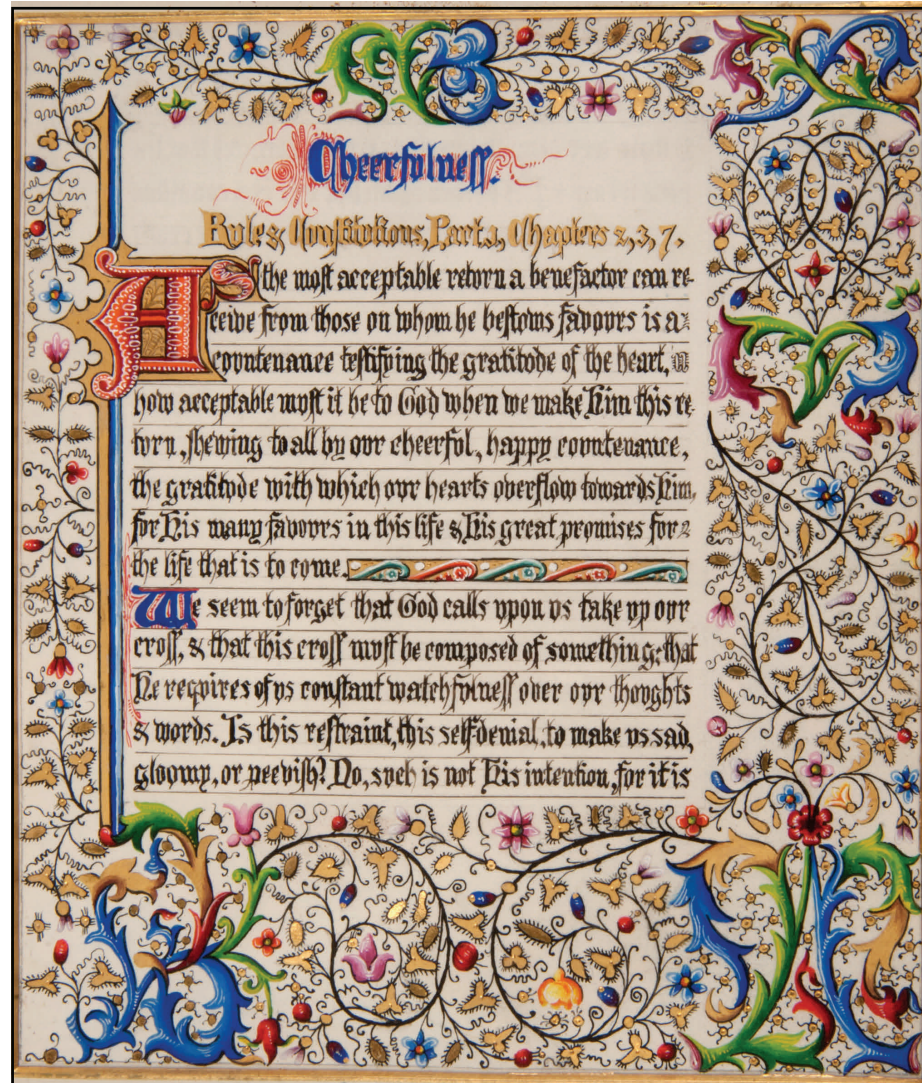 Cheerfulness.
Rule & Constitutions, Part 1, Chapters 2, 3, 7.
As the most acceptable return a benefactor can re-
ceive from those on whom he bestows favours is a
countenance testifying the gratitude of the heart,
how acceptable must it be to God when we make Him this re-
turn, shewing to all by our cheerful, happy countenance,
the gratitude with which our hearts overflow towards Him,
for His many favours in this life & His great promises for
the life that is to come.
We seem to forget that God calls upon us take up our
cross, & that this cross must be composed of something; that
He requires of us constant watchfulness over our thoughts
& words. Is this restraint, this self-denial, to make us sad,
gloomy, or peevish? No, such is not His intention, for it is